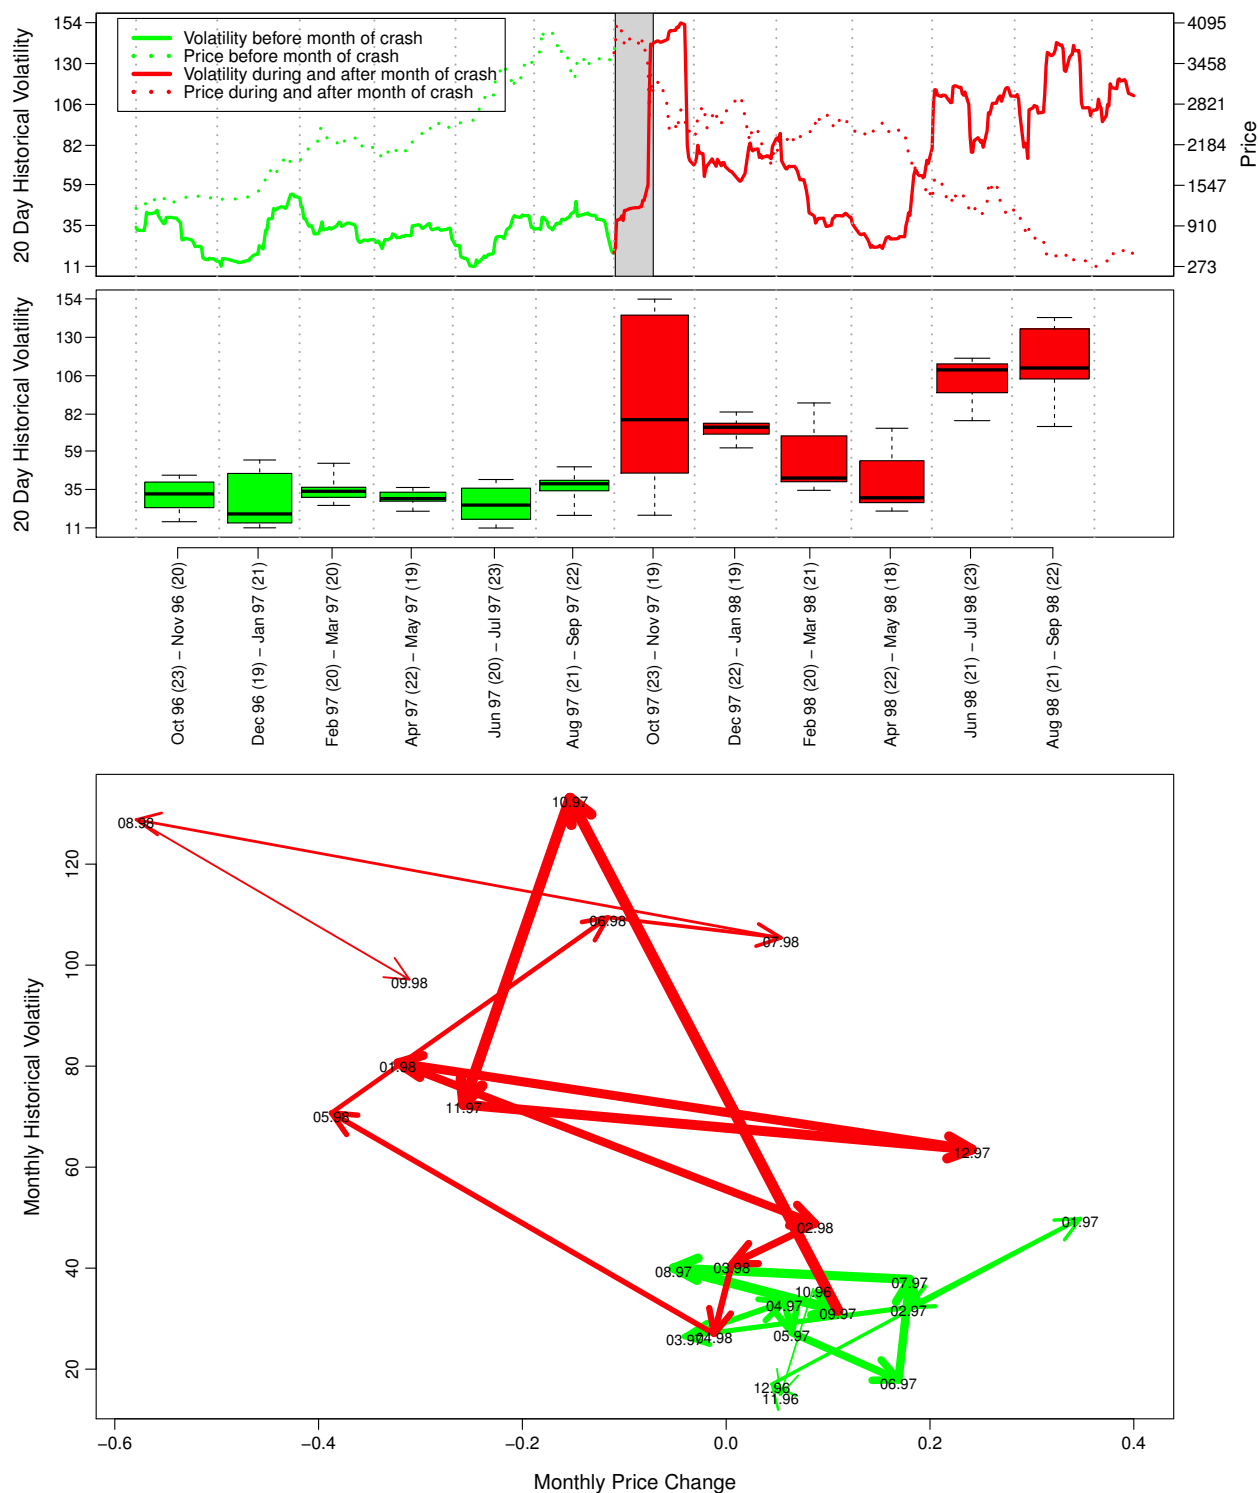 Volatility before month of crash
Price before month of crash
Volatility during and after month of crash
Price during and after month of crash
20 Day Historical Volatility
154
130
106
82
59
35
11
4095
3458
2821
2184
1547
910
273
Price
20 Day Historical Volatility
154
130
106
82
59
35
11
Oct 96 (23) − Nov 96 (20)
Dec 96 (19) − Jan 97 (21)
Feb 97 (20) − Mar 97 (20)
Apr 97 (22) − May 97 (19)
Jun 97 (20) − Jul 97 (23)
Aug 97 (21) − Sep 97 (22)
Oct 97 (23) − Nov 97 (19)
Dec 97 (22) − Jan 98 (19)
Feb 98 (20) − Mar 98 (21)
Apr 98 (22) − May 98 (18)
Jun 98 (21) − Jul 98 (23)
Aug 98 (21) − Sep 98 (22)
Monthly Historical Volatiity
120
100
80
60
40
20
10.97
08.98
06.98
07.98
09.98
01.98
11.97
05.98
12.97
02.98
01.97
03.98
08.97
07.97
10.96
04.97
09.97
02.97
03.97
04.98
05.97
06.97
12.96
11.96
−0.6
−0.4
−0.2
0.0
0.2
0.4
Monthly Price Change